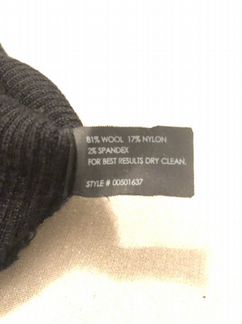 81% WOOL 17% NYLON
2% SPANDEX
FOR BEST RESULTS DRY CLEAN.
STYLE # 00501637